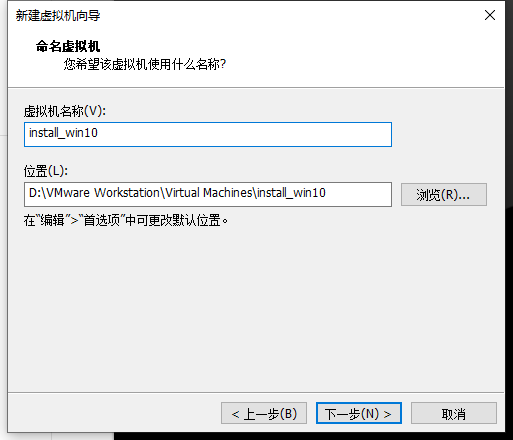 新建虚拟机向导
命名虚拟机
您希望该虚拟机使用什么名称?
虚拟机名称(V):
install_win10
位置(L):
D:\VMware Workstation\Virtual Machines\install_win10
浏览(R)...
在“编辑”>“首选项”中可更改默认位置。
< 上一步(B)
下一步(N) >
取消